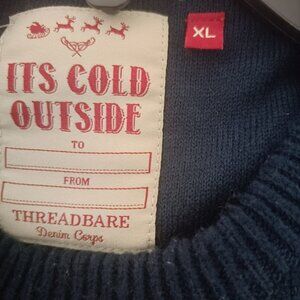 XL
ITS COLD
OUTSIDE
TO
FROM
THREADBARE
Denim Corps